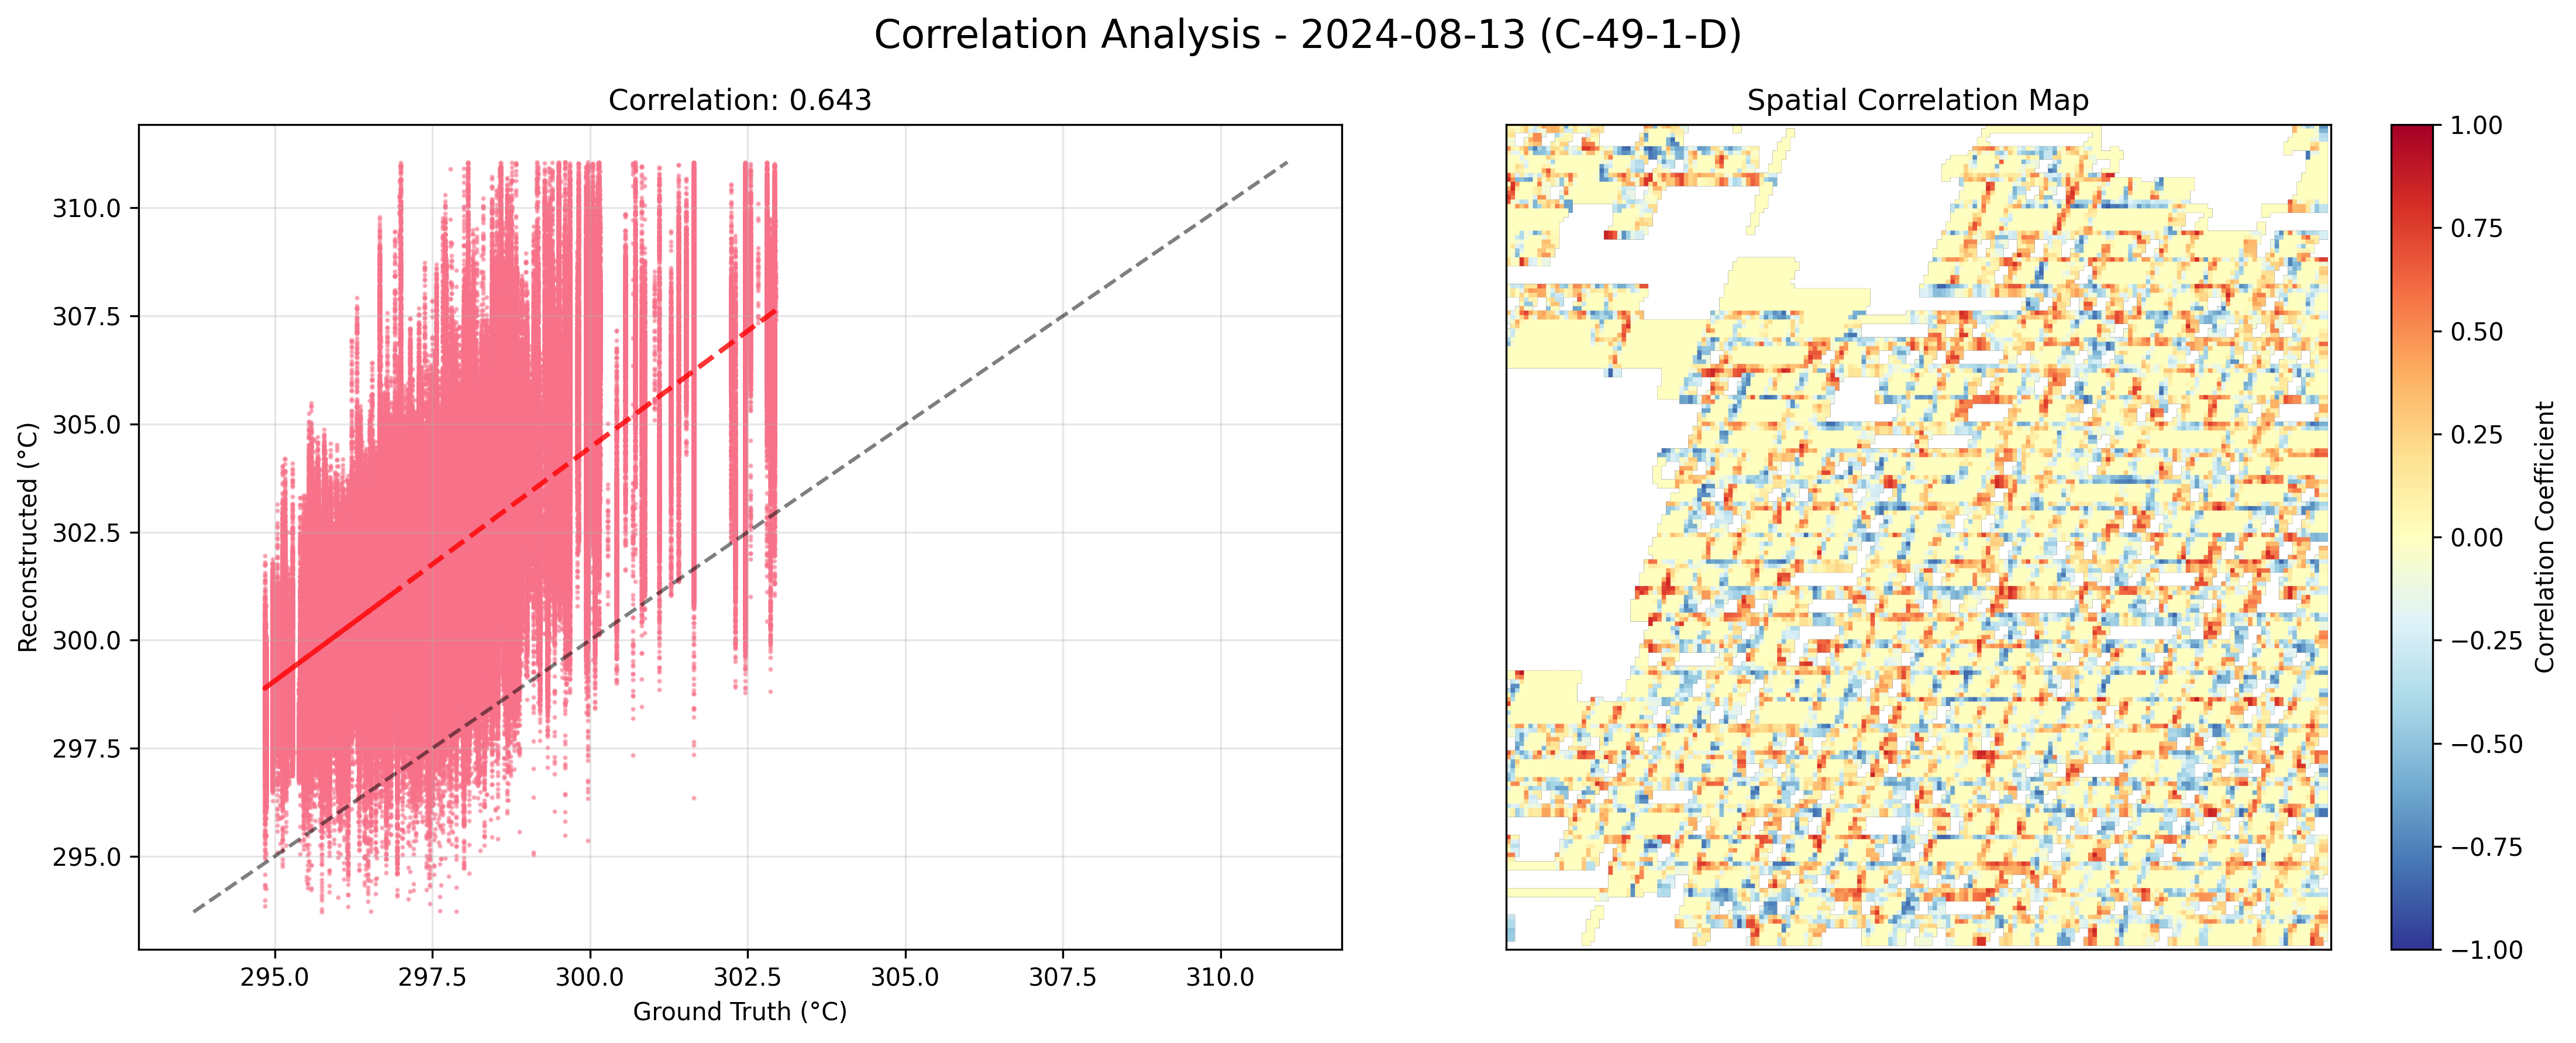 Correlation Analysis - 2024-08-13 (C-49-1-D)
Correlation: 0.643
Reconstructed (°C)
310.0
307.5
305.0
302.5
300.0
297.5
295.0
295.0 297.5 300.0 302.5 305.0 307.5 310.0
Ground Truth (°C)
Spatial Correlation Map
1.00
0.75
0.50
0.25
0.00
−0.25
−0.50
−0.75
−1.00
Correlation Coefficient